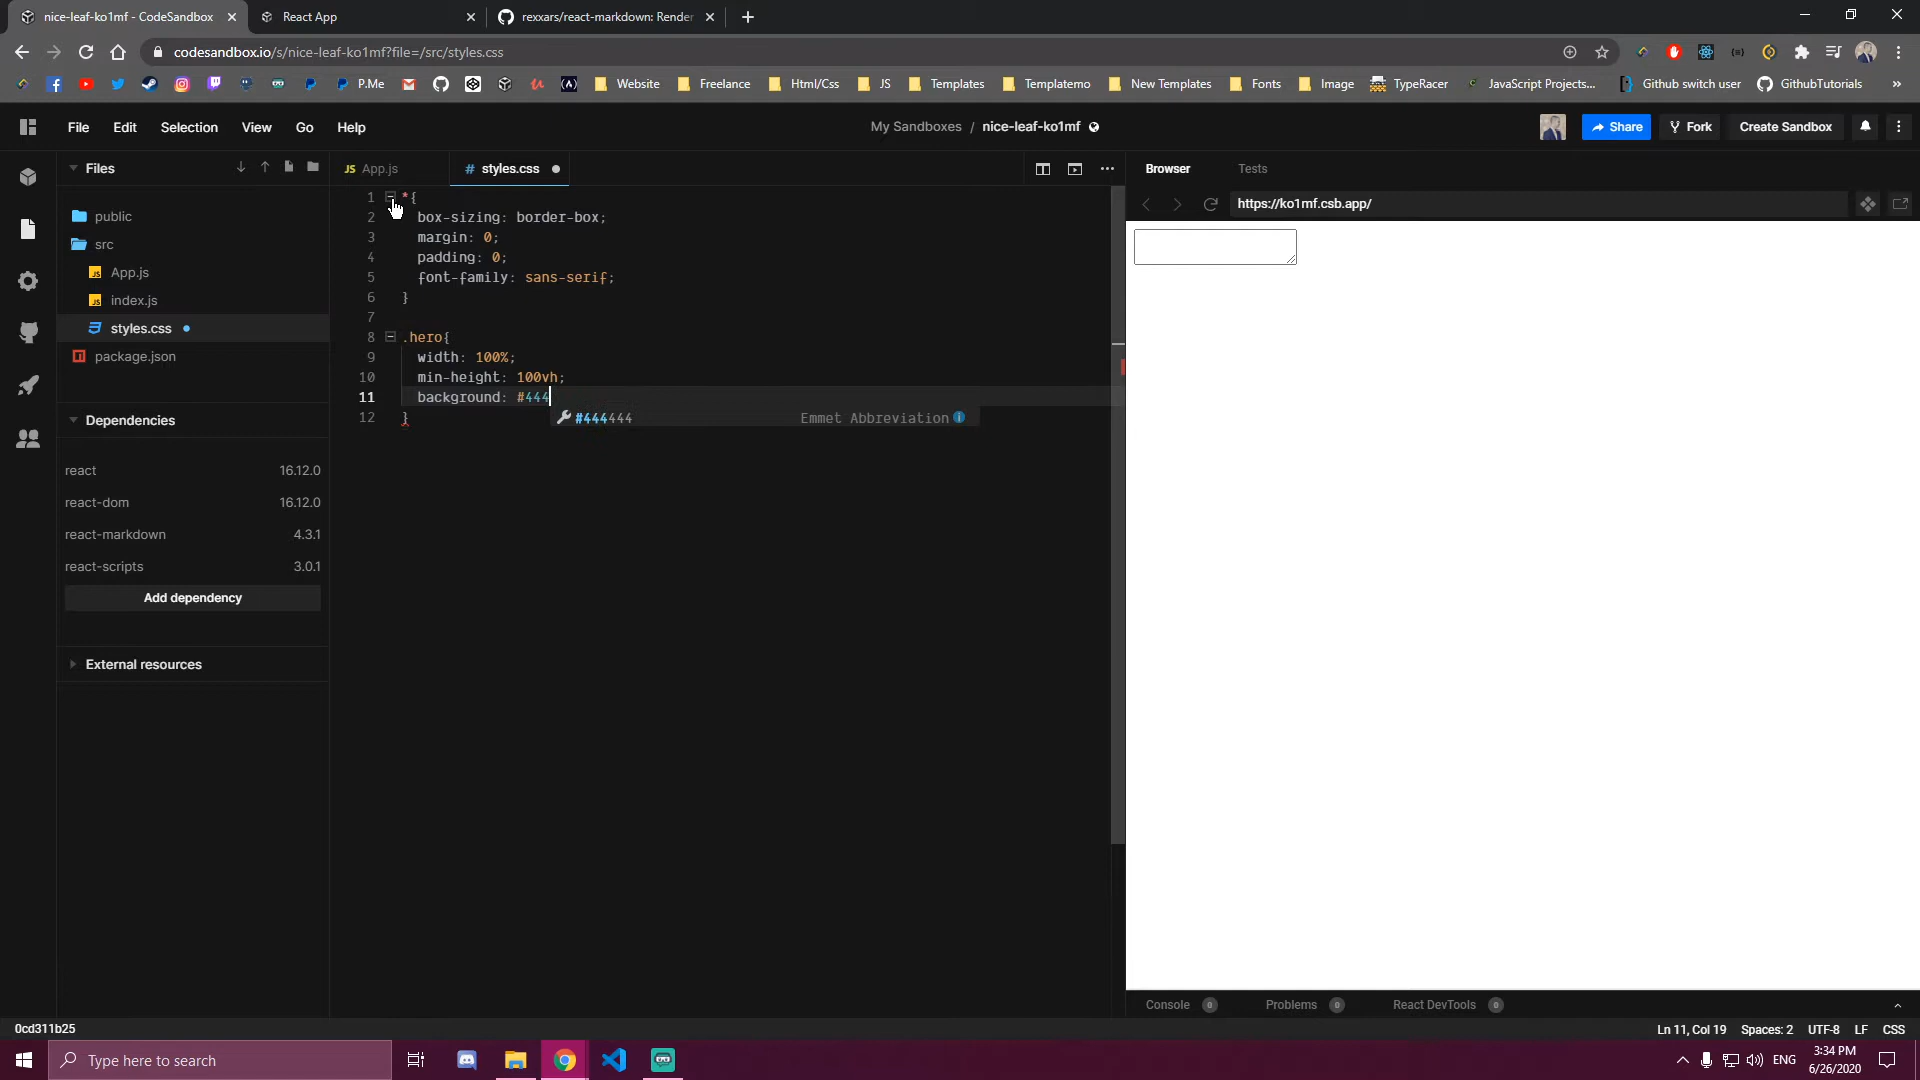 nice-leaf-ko1mf - CodeSandbox
React App
rexxars/react-markdown: Render
codesandbox.io/s/nice-leaf-ko1mf?file=/src/styles.css
P.Me
Website
Freelance
Html/Css
JS
Templates
Templatemo
New Templates
Fonts
Image
TypeRacer
JavaScript Projects...
Github switch user
GithubTutorials
»
File
Edit
Selection
View
Go
Help
My Sandboxes / nice-leaf-ko1mf
Share
Fork
Create Sandbox
Files
JS App.js
# styles.css
Browser
Tests
https://ko1mf.csb.app/
public
src
App.js
index.js
styles.css
package.json
Dependencies
react 16.12.0
react-dom 16.12.0
react-markdown 4.3.1
react-scripts 3.0.1
Add dependency
External resources
1 *{
2 box-sizing: border-box;
3 margin: 0;
4 padding: 0;
5 font-family: sans-serif;
6 }
7
8 .hero{
9 width: 100%;
10 min-height: 100vh;
11 background: #444
12 }
#444444 Emmet Abbreviation
Console 0
Problems 0
React DevTools 0
0cd311b25
Ln 11, Col 19
Spaces: 2
UTF-8
LF
CSS
Type here to search
ENG
3:34 PM
6/26/2020